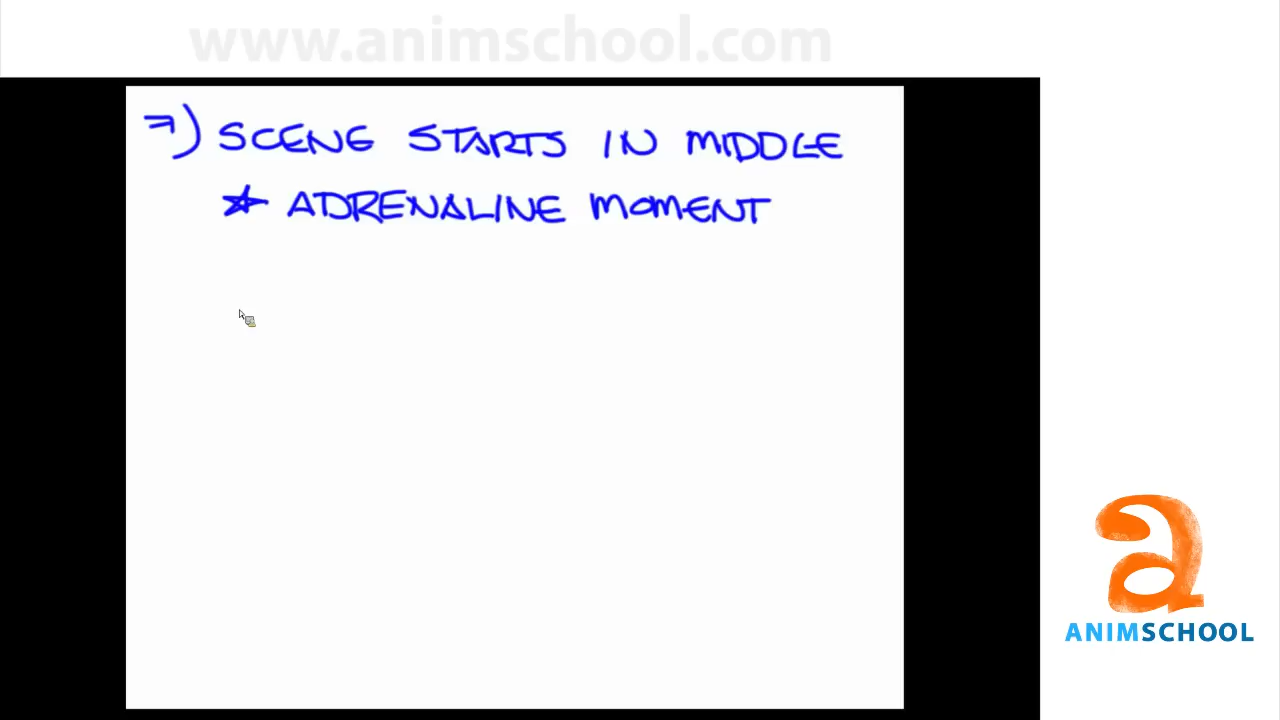 www.animschool.com
7) SCENE STARTS IN MIDDLE
★ ADRENALINE MOMENT
ANIMSCHOOL